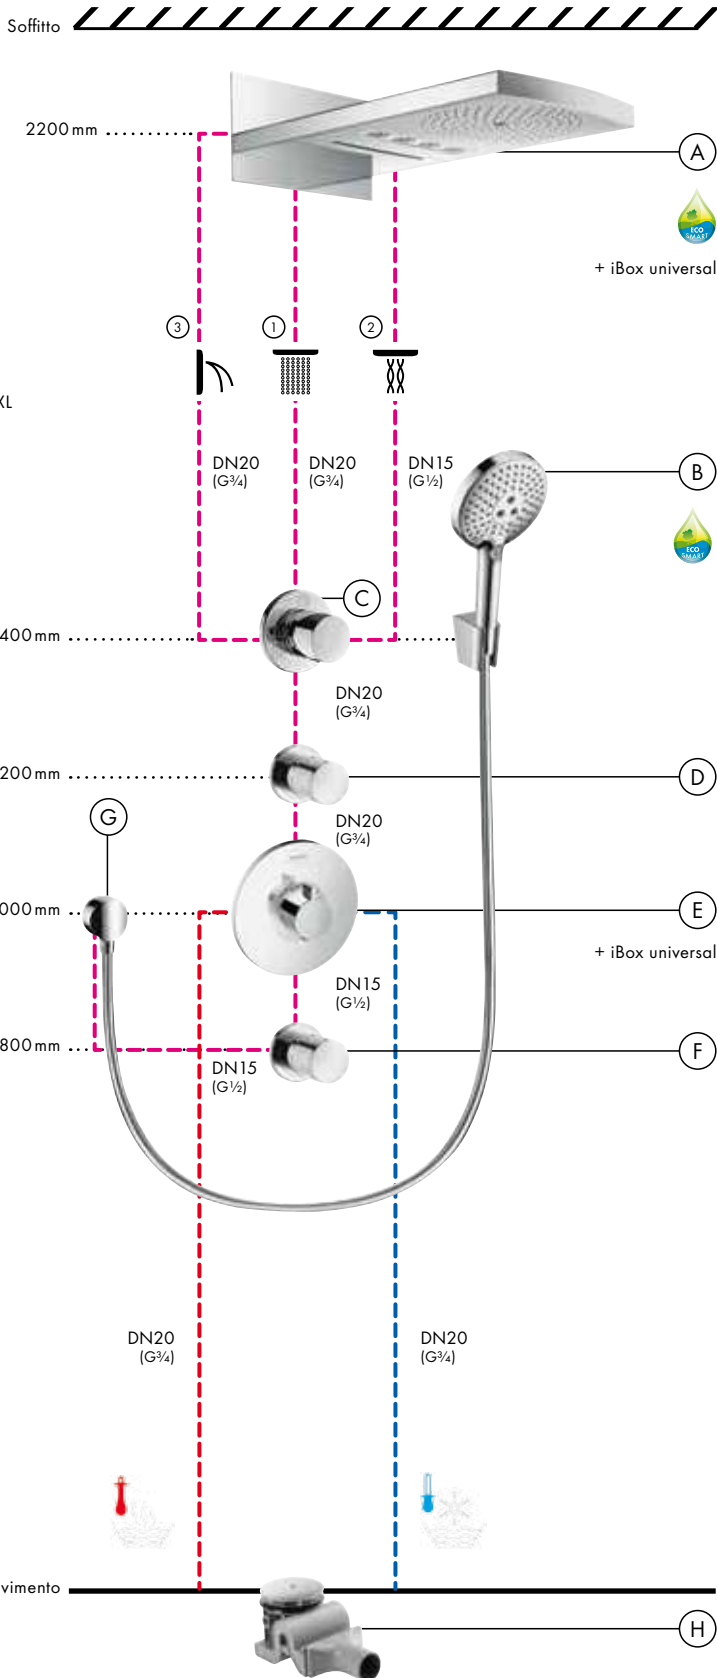 Soffitto
2200 mm
A
ECO
SMART
+ iBox universal
3
1
2
XL
DN20
(G¾)
DN20
(G¾)
DN15
(G½)
B
ECO
SMART
C
400 mm
DN20
(G¾)
200 mm
D
DN20
(G¾)
G
000 mm
E
+ iBox universal
DN15
(G½)
800 mm
F
DN15
(G½)
DN20
(G¾)
DN20
(G¾)
vimento
H